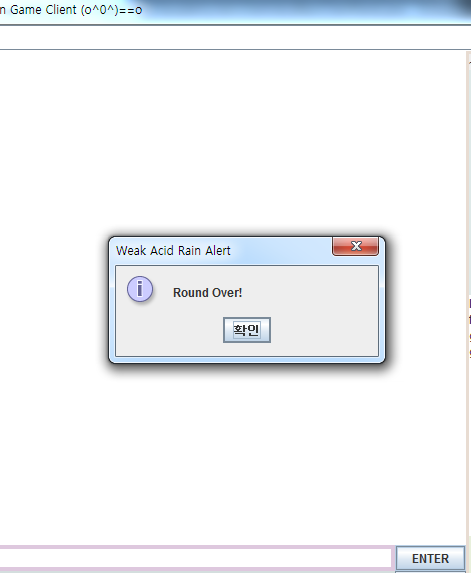 n Game Client (o^0^)==o
Weak Acid Rain Alert
Round Over!
확인
ENTER